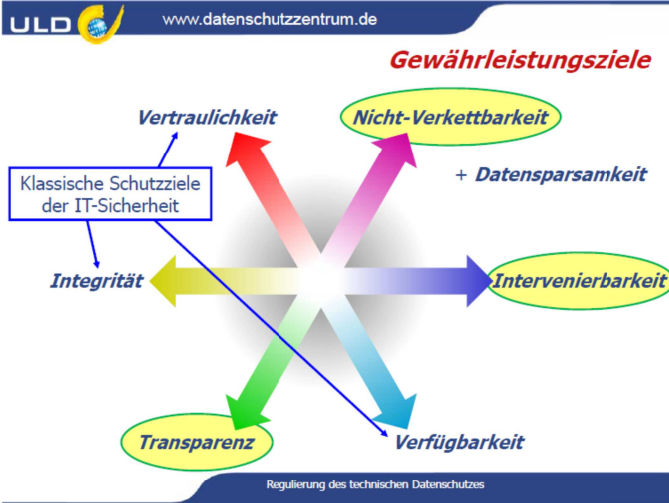 ULD
www.datenschutzzentrum.de
Gewährleistungsziele
Vertraulichkeit
Nicht-Verkettbarkeit
Klassische Schutzziele
der IT-Sicherheit
+ Datensparsamkeit
Integrität
Intervenierbarkeit
Transparenz
Verfügbarkeit
Regulierung des technischen Datenschutzes